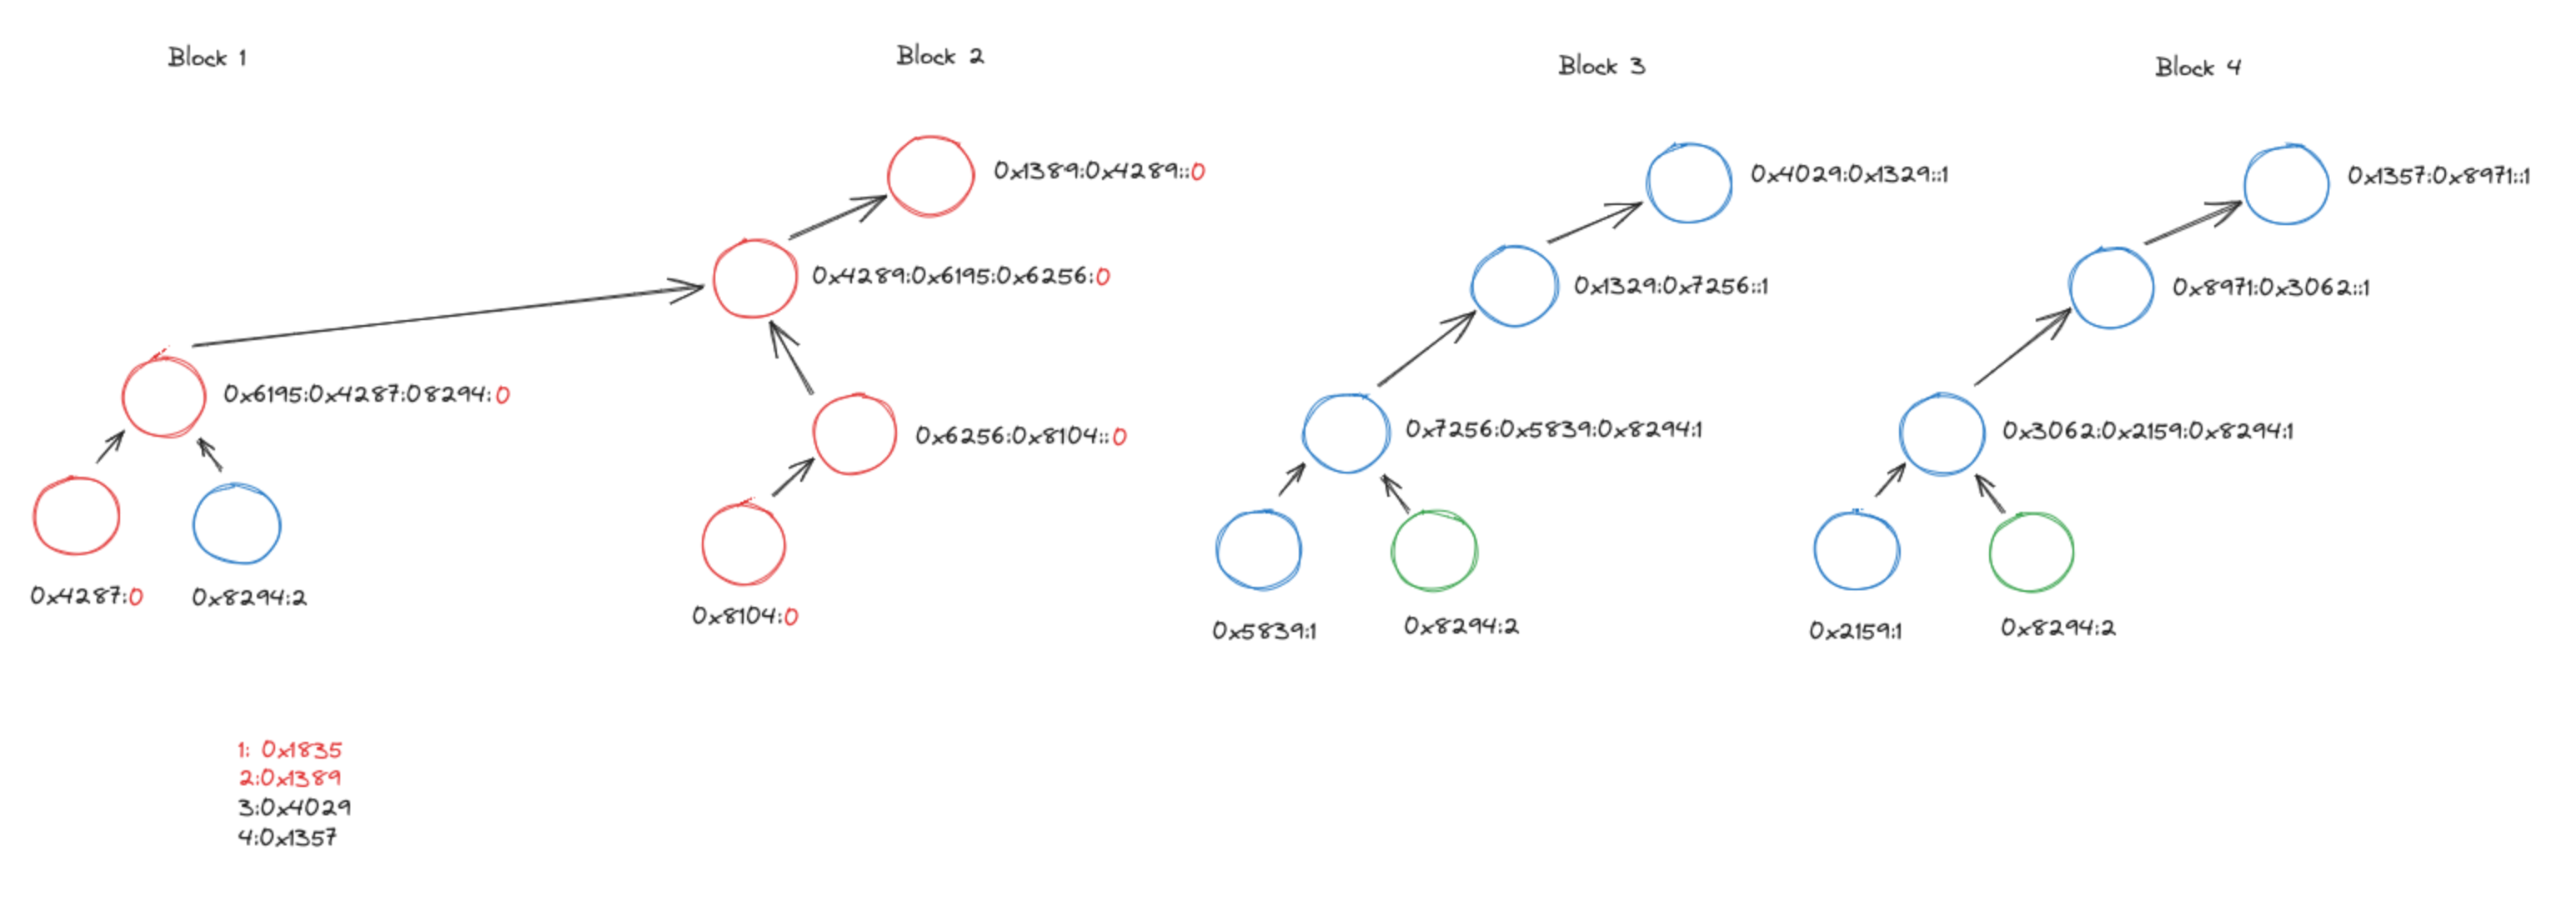 Block 1
Block 2
Block 3
Block 4
0x1389:0x4289::0
0x4029:0x1329::1
0x1357:0x8971::1
0x4289:0x6195:0x6256:0
0x1329:0x7256::1
0x8971:0x3062::1
0x6195:0x4287:08294:0
0x6256:0x8104::0
0x7256:0x5839:0x8294:1
0x3062:0x2159:0x8294:1
0x4287:0
0x8294:2
0x8104:0
0x5839:1
0x8294:2
0x2159:1
0x8294:2
1: 0x1835
2:0x1389
3:0x4029
4:0x1357